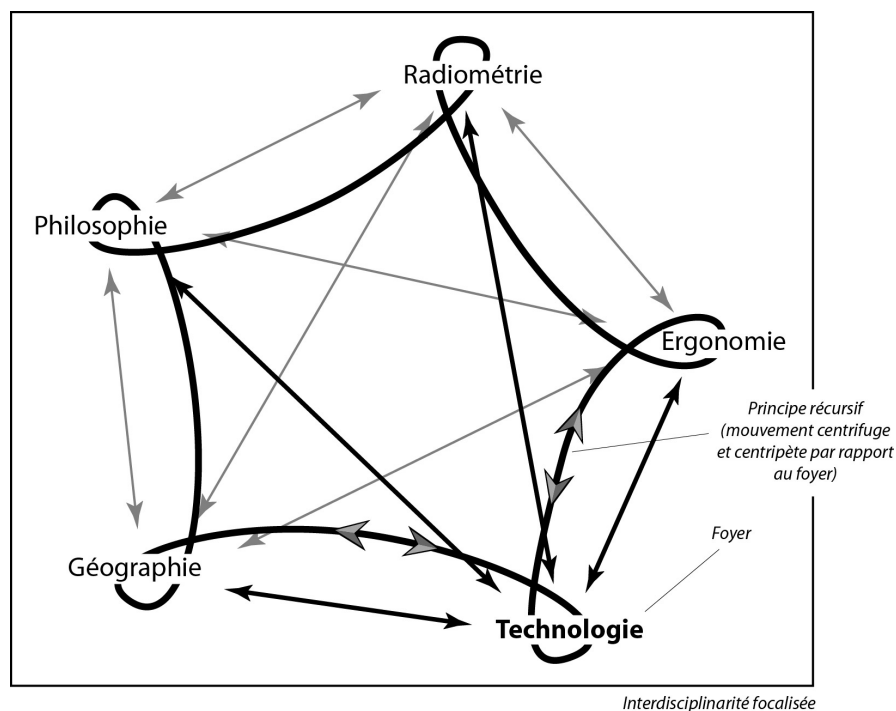 Radiométrie
Philosophie
Ergonomie
Principe récursif
(mouvement centrifuge
et centripète par rapport
au foyer)
Foyer
Géographie
Technologie
Interdisciplinarité focalisée